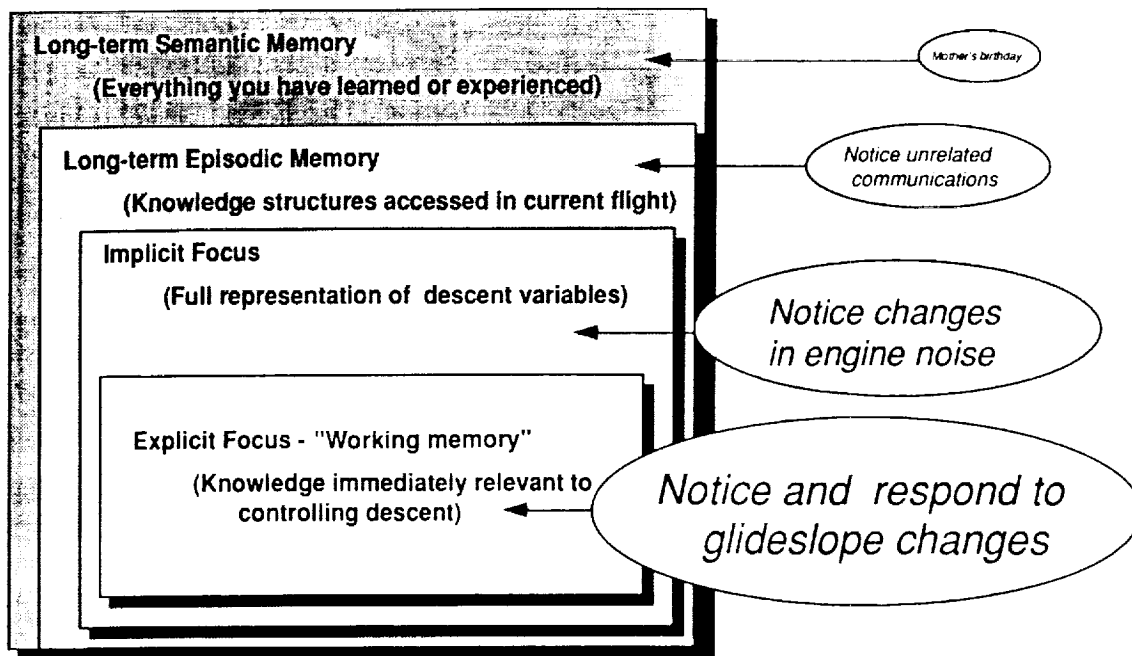 Long-term Semantic Memory
(Everything you have learned or experienced)
Mother's birthday
Long-term Episodic Memory
(Knowledge structures accessed in current flight)
Notice unrelated
communications
Implicit Focus
(Full representation of descent variables)
Notice changes
in engine noise
Explicit Focus - "Working memory"
(Knowledge immediately relevant to
controlling descent)
Notice and respond to
glideslope changes